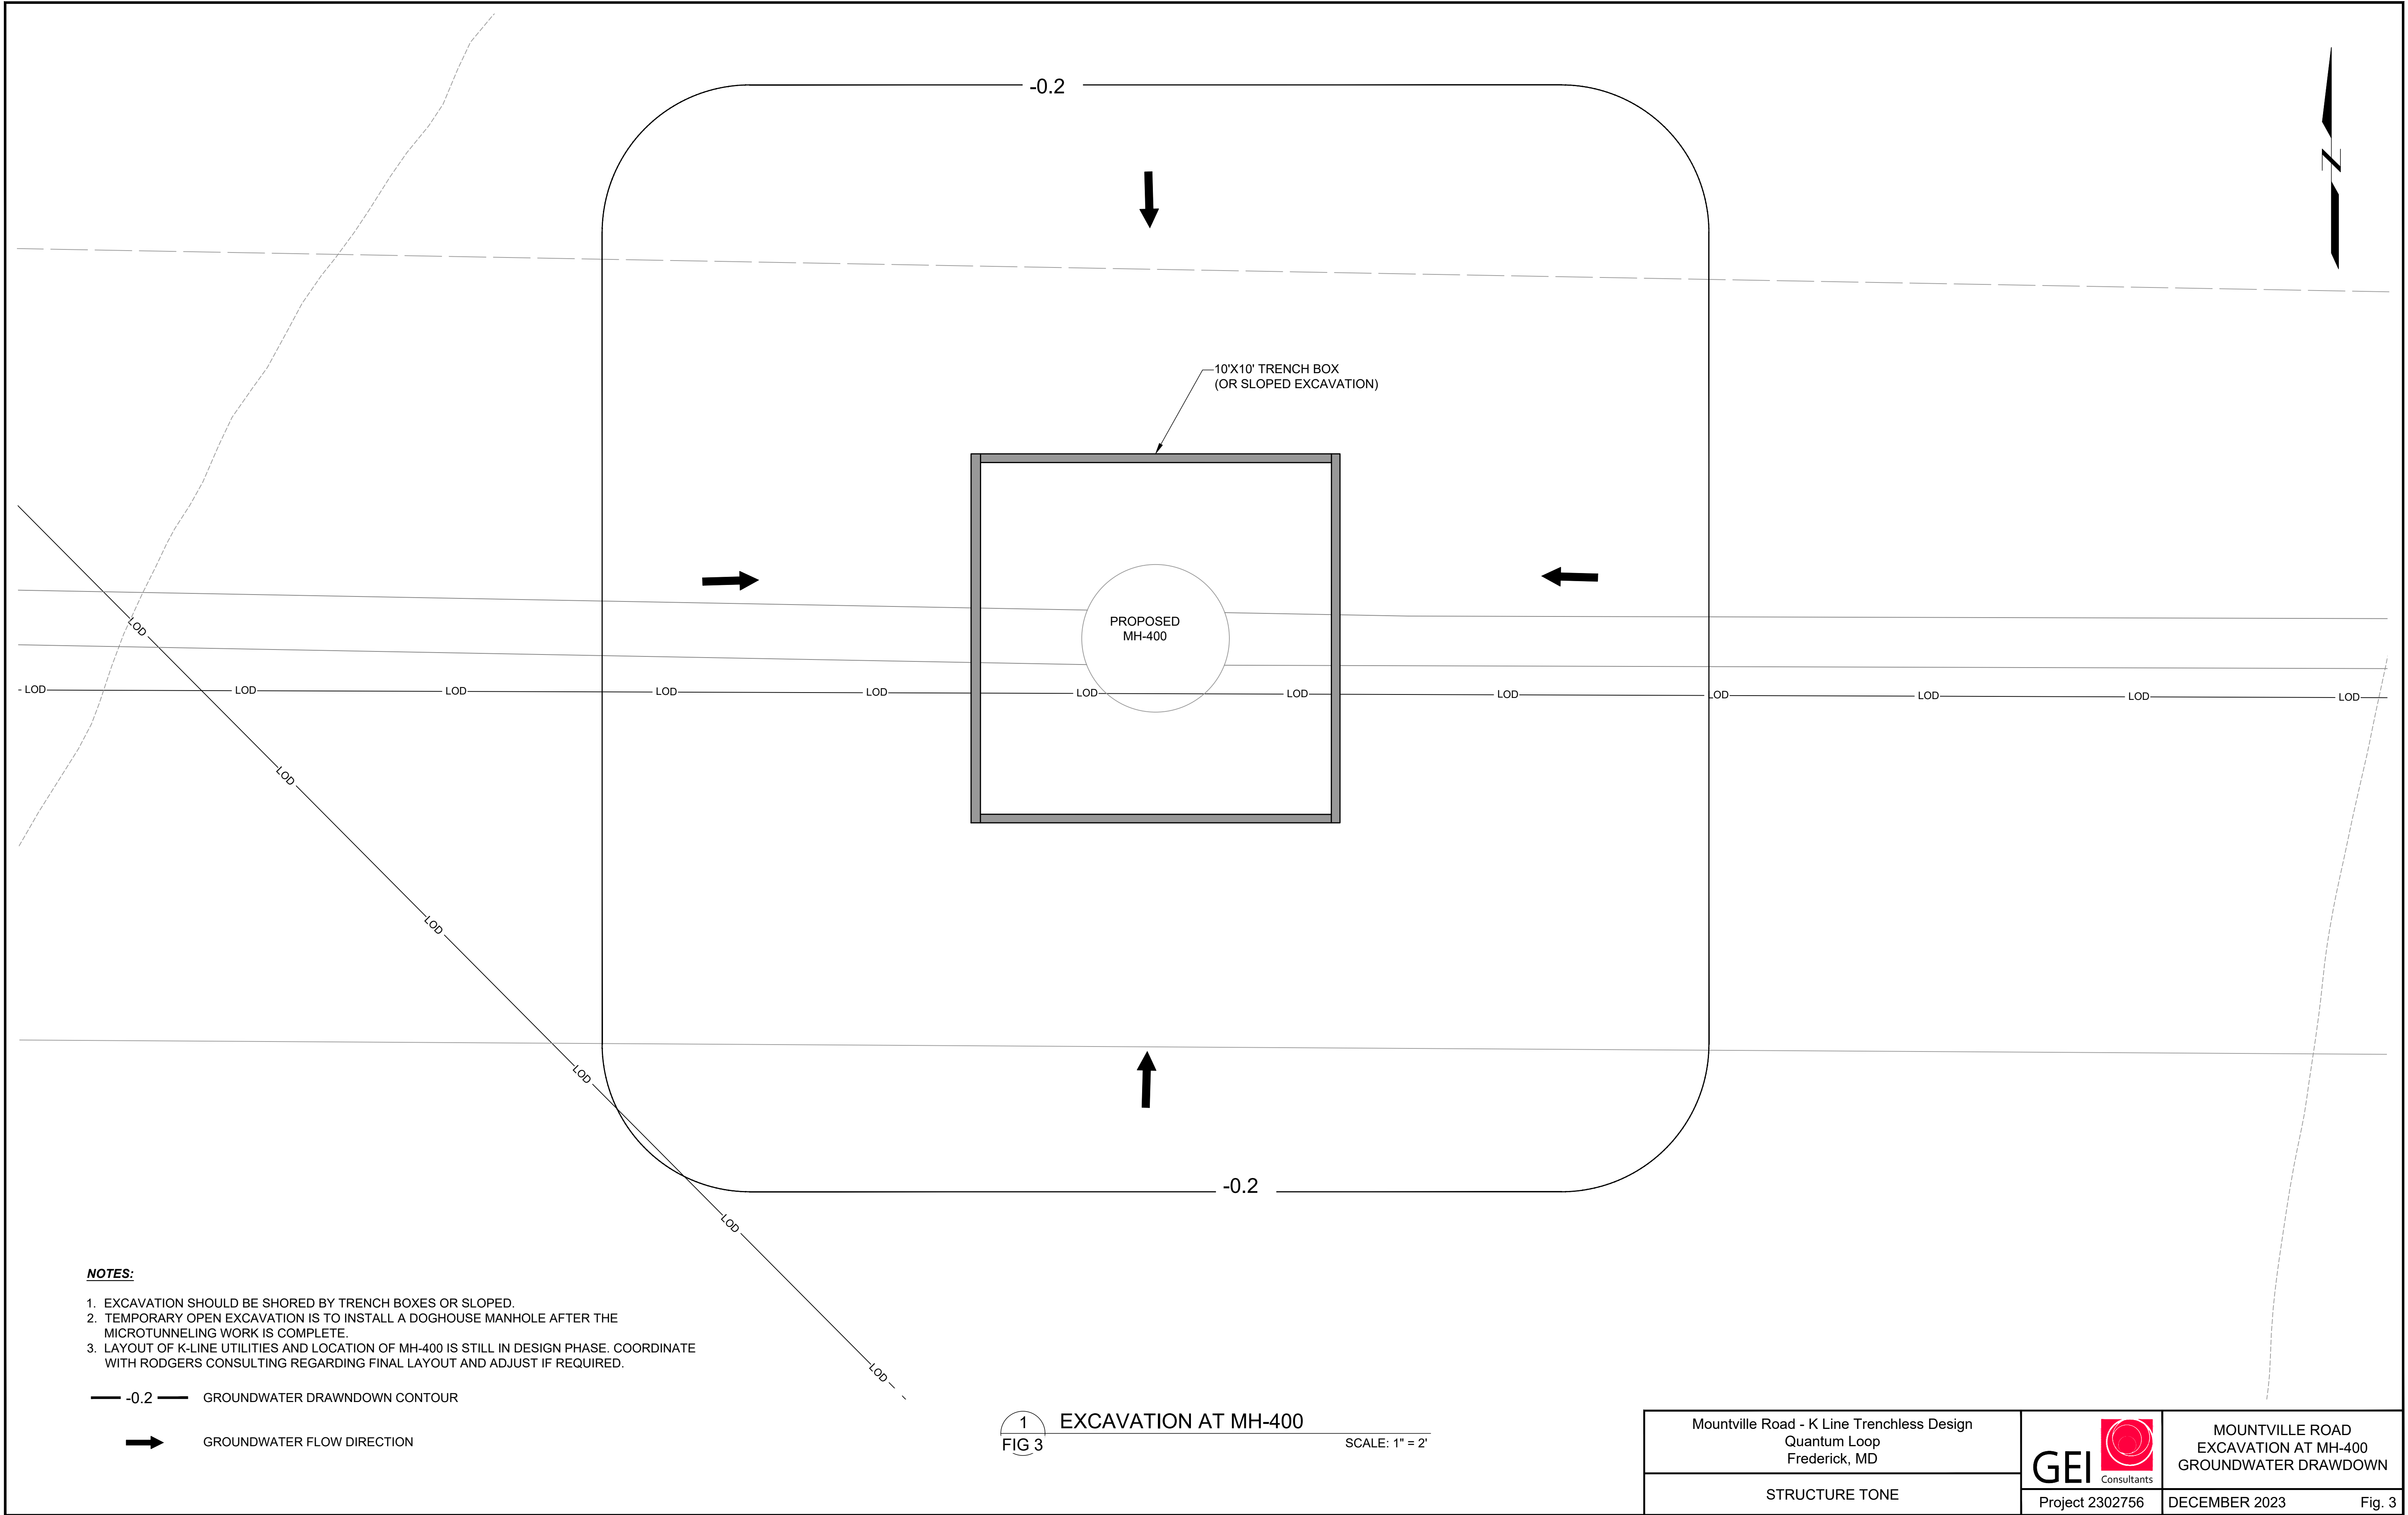 -0.2
N
10'X10' TRENCH BOX
(OR SLOPED EXCAVATION)
PROPOSED
MH-400
LOD
- LOD LOD LOD LOD LOD LOD LOD LOD LOD LOD LOD LOD
LOD
LOD
LOD
-0.2
LOD
LOD
NOTES:
1. EXCAVATION SHOULD BE SHORED BY TRENCH BOXES OR SLOPED.
2. TEMPORARY OPEN EXCAVATION IS TO INSTALL A DOGHOUSE MANHOLE AFTER THE
MICROTUNNELING WORK IS COMPLETE.
3. LAYOUT OF K-LINE UTILITIES AND LOCATION OF MH-400 IS STILL IN DESIGN PHASE. COORDINATE
WITH RODGERS CONSULTING REGARDING FINAL LAYOUT AND ADJUST IF REQUIRED.
-0.2 GROUNDWATER DRAWNDOWN CONTOUR
GROUNDWATER FLOW DIRECTION
1 EXCAVATION AT MH-400
FIG 3 SCALE: 1" = 2'
Mountville Road - K Line Trenchless Design
Quantum Loop
Frederick, MD
STRUCTURE TONE
GEI Consultants
Project 2302756
MOUNTVILLE ROAD
EXCAVATION AT MH-400
GROUNDWATER DRAWDOWN
DECEMBER 2023 Fig. 3